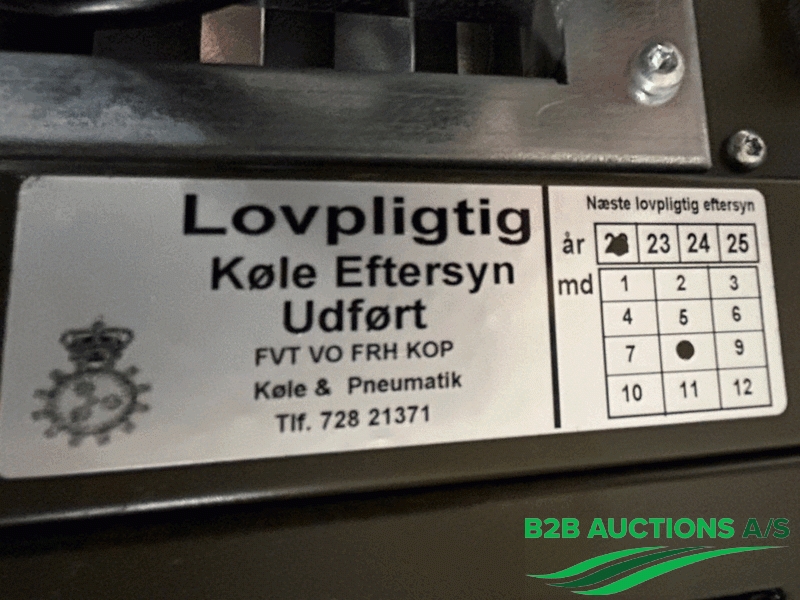 Lovpligtig
Køle Eftersyn
Udført
FVT VO FRH KOP
Køle & Pneumatik
Tlf. 728 21371
Næste lovpligtig eftersyn
år 23 24 25
md 1 2 3
4 5 6
7 9
10 11 12
B2B AUCTIONS A/S